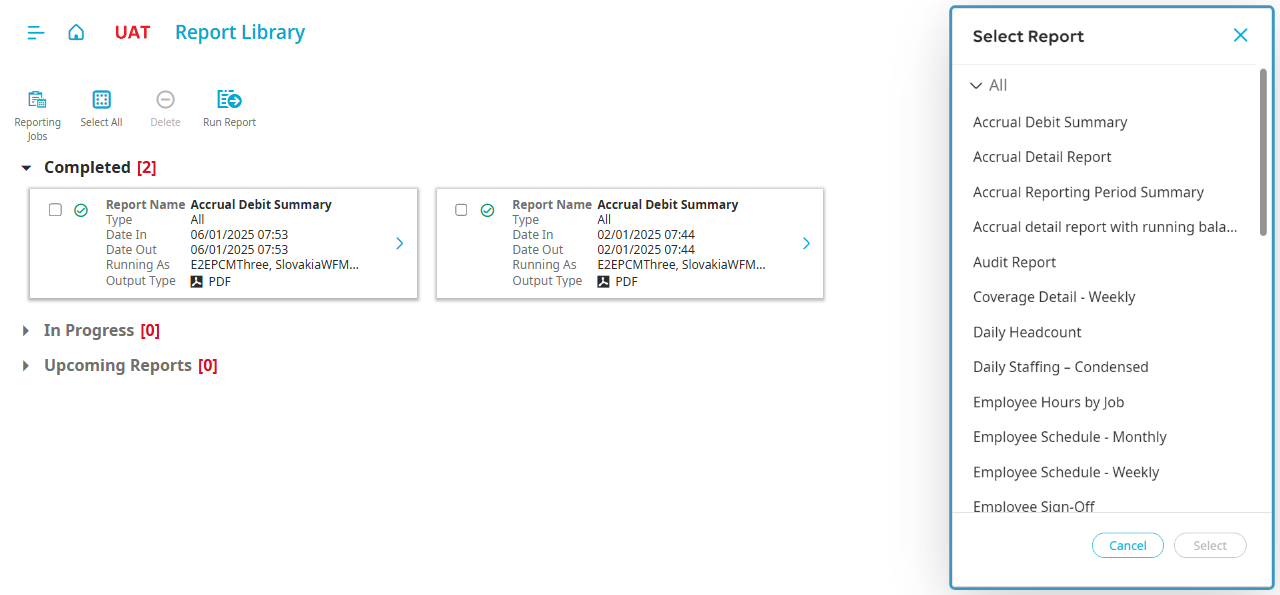 UAT Report Library
Reporting Jobs
Select All
Delete
Run Report
Completed [2]
Report Name Accrual Debit Summary
Type All
Date In 06/01/2025 07:53
Date Out 06/01/2025 07:53
Running As E2EPCMThree, SlovakiaWFM...
Output Type PDF
Report Name Accrual Debit Summary
Type All
Date In 02/01/2025 07:44
Date Out 02/01/2025 07:44
Running As E2EPCMThree, SlovakiaWFM...
Output Type PDF
In Progress [0]
Upcoming Reports [0]
Select Report
All
Accrual Debit Summary
Accrual Detail Report
Accrual Reporting Period Summary
Accrual detail report with running bala...
Audit Report
Coverage Detail - Weekly
Daily Headcount
Daily Staffing – Condensed
Employee Hours by Job
Employee Schedule - Monthly
Employee Schedule - Weekly
Employee Sign-Off
Cancel
Select